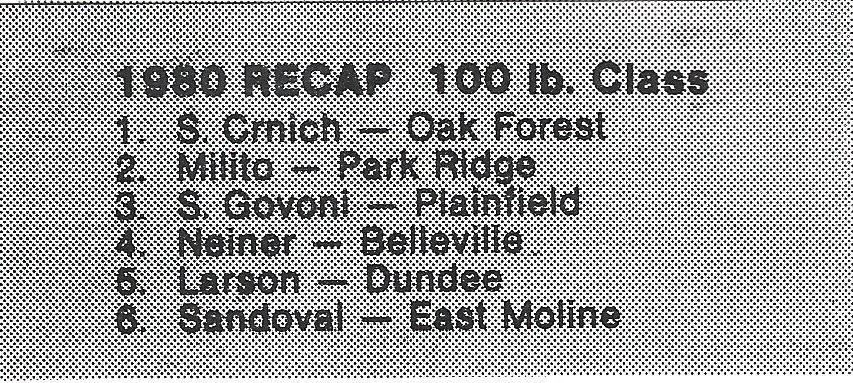 1980 RECAP 100 lb. Class
1. S. Crnich — Oak Forest
2. Milito — Park Ridge
3. S. Govoni — Plainfield
4. Neiner — Belleville
5. Larson — Dundee
6. Sandoval — East Moline